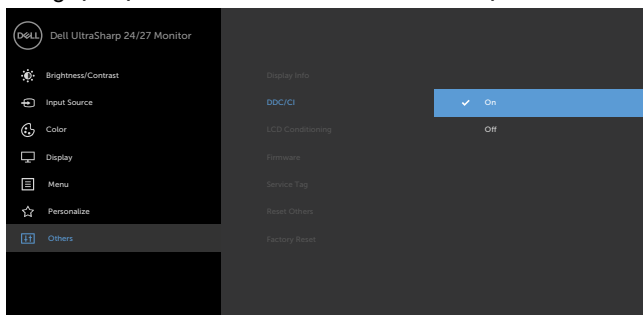 DELL
Dell UltraSharp 24/27 Monitor
Brightness/Contrast
Input Source
Color
Display
Menu
Personalize
Others
Display Info
DDC/CI
LCD Conditioning
Firmware
Service Tag
Reset Others
Factory Reset
On
Off